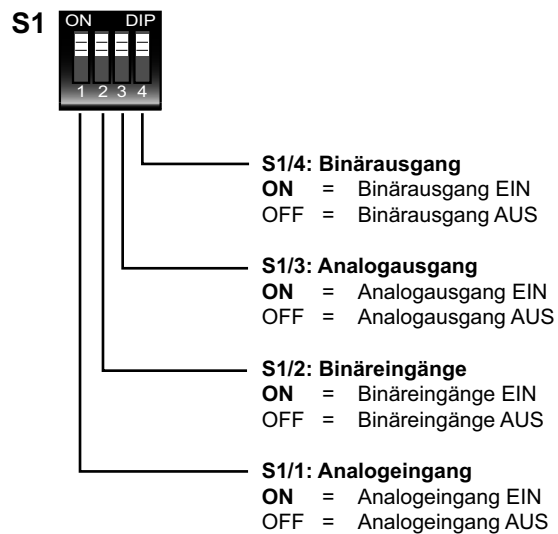 S1
ON DIP
1 2 3 4
S1/4: Binärausgang
ON = Binärausgang EIN
OFF = Binärausgang AUS
S1/3: Analogausgang
ON = Analogausgang EIN
OFF = Analogausgang AUS
S1/2: Binäreingänge
ON = Binäreingänge EIN
OFF = Binäreingänge AUS
S1/1: Analogeingang
ON = Analogeingang EIN
OFF = Analogeingang AUS